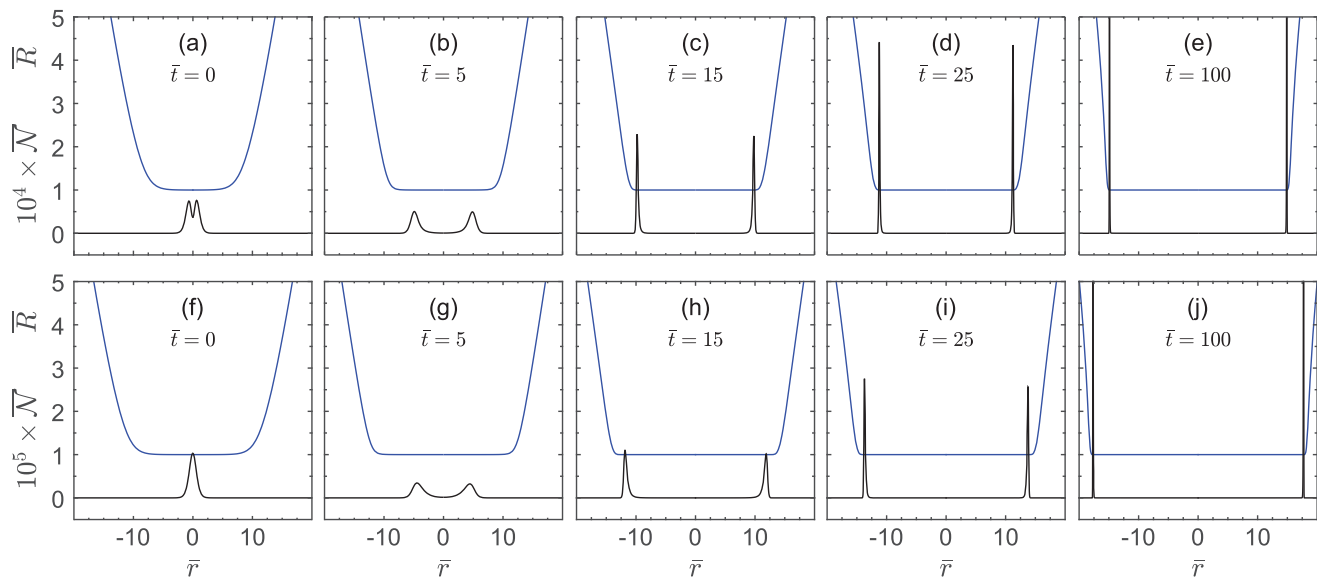 5 (a) (b) (c) (d) (e)
R̅ 4 t̅ = 0 t̅ = 5 t̅ = 15 t̅ = 25 t̅ = 100
3
10⁴ × 𝒩̅ 2
1
0
5 (f) (g) (h) (i) (j)
R̅ 4 t̅ = 0 t̅ = 5 t̅ = 15 t̅ = 25 t̅ = 100
3
10⁵ × 𝒩̅ 2
1
0
-10 0 10 -10 0 10 -10 0 10 -10 0 10 -10 0 10
r̅ r̅ r̅ r̅ r̅